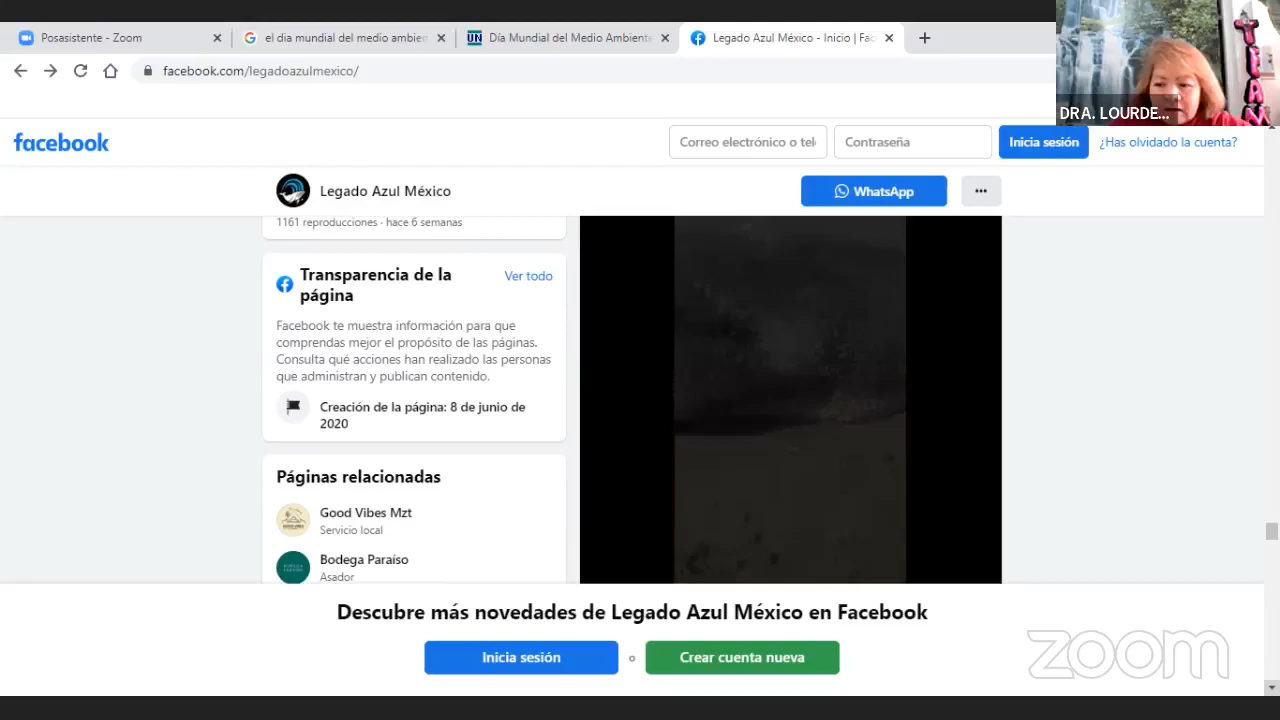 Posasistente - Zoom
el dia mundial del medio ambien
Día Mundial del Medio Ambiente
Legado Azul México - Inicio | Fac
facebook.com/legadoazulmexico/
DRA. LOURDE...
TEAM
facebook
Correo electrónico o tel
Contraseña
Inicia sesión
¿Has olvidado la cuenta?
Legado Azul México
WhatsApp
1161 reproducciones · hace 6 semanas
Transparencia de la
página
Ver todo
Facebook te muestra información para que
comprendas mejor el propósito de las páginas.
Consulta qué acciones han realizado las personas
que administran y publican contenido.
Creación de la página: 8 de junio de
2020
Páginas relacionadas
Good Vibes Mzt
Servicio local
Bodega Paraíso
Asador
Descubre más novedades de Legado Azul México en Facebook
Inicia sesión
o
Crear cuenta nueva
zoom